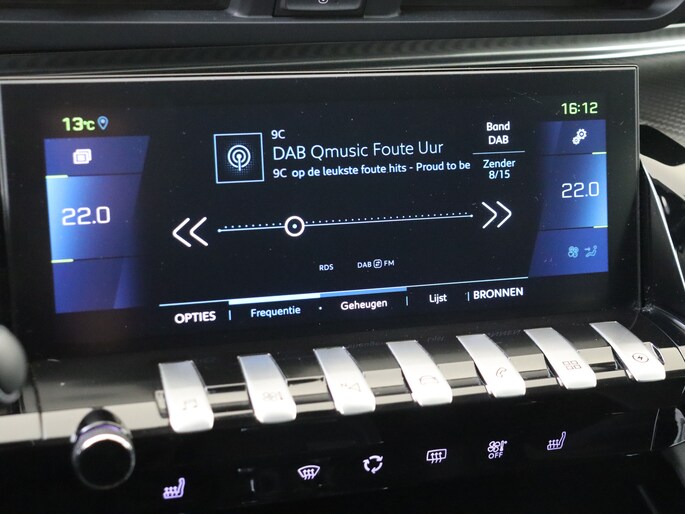 13°C
16:12
9C
DAB Qmusic Foute Uur
9C op de leukste foute hits - Proud to be
Band
DAB
Zender
8/15
22.0
22.0
RDS
DAB FM
OPTIES
Frequentie
Geheugen
Lijst
BRONNEN
OFF